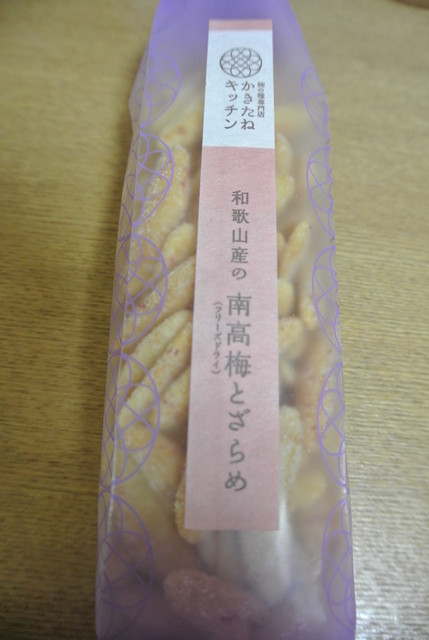 柿の種専門店
かきたね
キッチン
和歌山産の
南高梅とざらめ
(フリーズドライ)